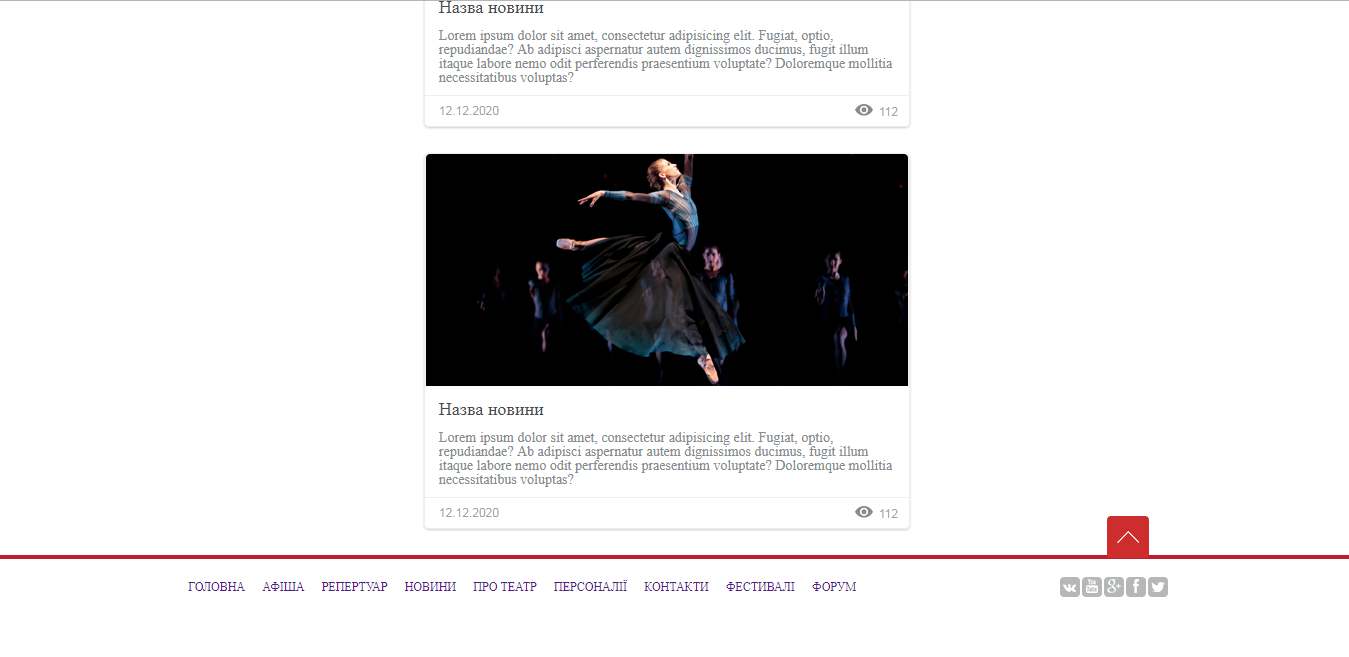 Назва новини
Lorem ipsum dolor sit amet, consectetur adipisicing elit. Fugiat, optio,
repudiandae? Ab adipisci aspernatur autem dignissimos ducimus, fugit illum
itaque labore nemo odit perferendis praesentium voluptate? Doloremque mollitia
necessitatibus voluptas?
12.12.2020 112
Назва новини
Lorem ipsum dolor sit amet, consectetur adipisicing elit. Fugiat, optio,
repudiandae? Ab adipisci aspernatur autem dignissimos ducimus, fugit illum
itaque labore nemo odit perferendis praesentium voluptate? Doloremque mollitia
necessitatibus voluptas?
12.12.2020 112
ГОЛОВНА АФІША РЕПЕРТУАР НОВИНИ ПРО ТЕАТР ПЕРСОНАЛІЇ КОНТАКТИ ФЕСТИВАЛІ ФОРУМ